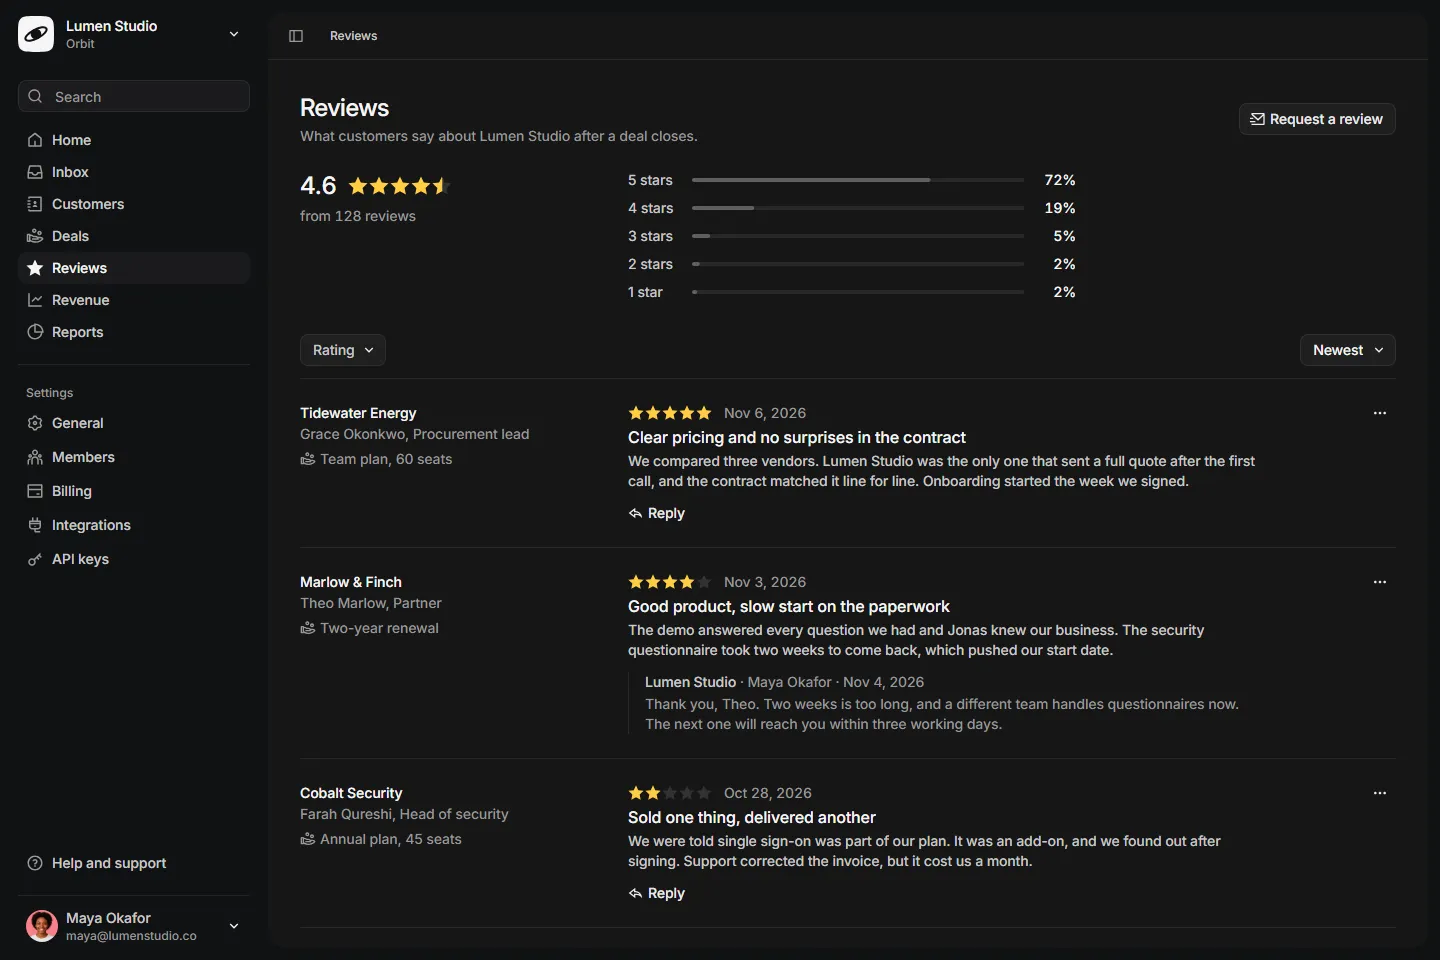 Lumen Studio
Orbit
Search
Home
Inbox
Customers
Deals
Reviews
Revenue
Reports
Settings
General
Members
Billing
Integrations
API keys
Help and support
Maya Okafor
maya@lumenstudio.co
Reviews
Reviews
What customers say about Lumen Studio after a deal closes.
Request a review
4.6
from 128 reviews
5 stars 72%
4 stars 19%
3 stars 5%
2 stars 2%
1 star 2%
Rating
Newest
Tidewater Energy
Grace Okonkwo, Procurement lead
Team plan, 60 seats
Nov 6, 2026
Clear pricing and no surprises in the contract
We compared three vendors. Lumen Studio was the only one that sent a full quote after the first
call, and the contract matched it line for line. Onboarding started the week we signed.
Reply
Marlow & Finch
Theo Marlow, Partner
Two-year renewal
Nov 3, 2026
Good product, slow start on the paperwork
The demo answered every question we had and Jonas knew our business. The security
questionnaire took two weeks to come back, which pushed our start date.
Lumen Studio · Maya Okafor · Nov 4, 2026
Thank you, Theo. Two weeks is too long, and a different team handles questionnaires now.
The next one will reach you within three working days.
Cobalt Security
Farah Qureshi, Head of security
Annual plan, 45 seats
Oct 28, 2026
Sold one thing, delivered another
We were told single sign-on was part of our plan. It was an add-on, and we found out after
signing. Support corrected the invoice, but it cost us a month.
Reply